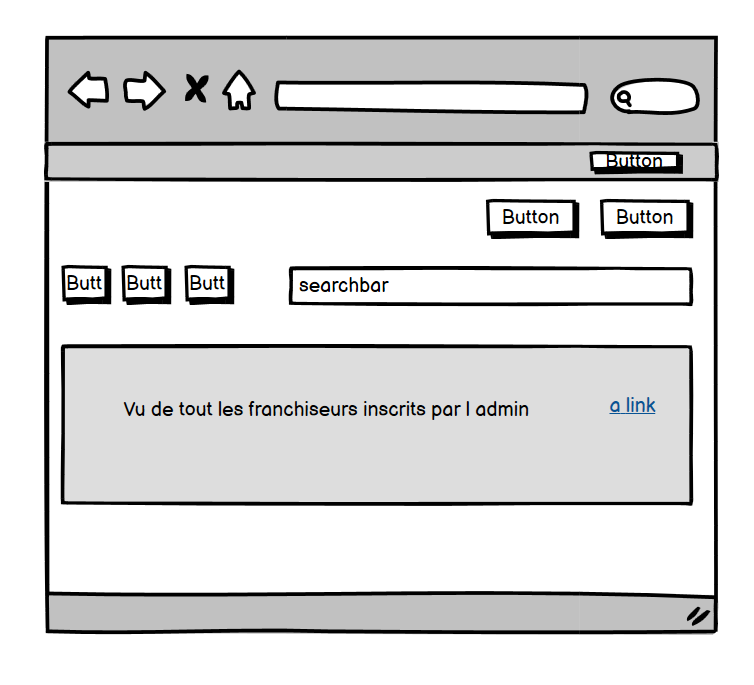 Button
Button Button
Butt Butt Butt searchbar
Vu de tout les franchiseurs inscrits par l admin a link